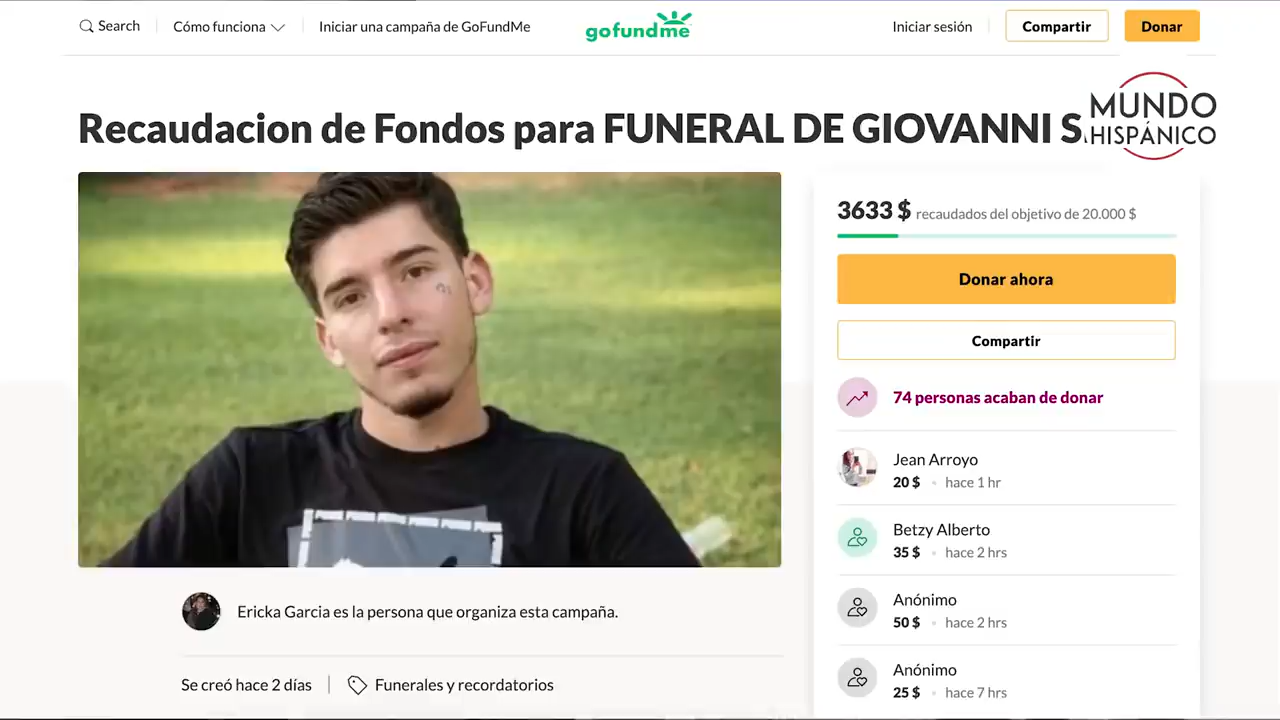 Search
Cómo funciona
Iniciar una campaña de GoFundMe
gofundme
Iniciar sesión
Compartir
Donar
MUNDO
HISPÁNICO
Recaudacion de Fondos para FUNERAL DE GIOVANNI S
3633 $ recaudados del objetivo de 20.000 $
Donar ahora
Compartir
74 personas acaban de donar
Jean Arroyo
20 $ • hace 1 hr
Betzy Alberto
35 $ • hace 2 hrs
Anónimo
50 $ • hace 2 hrs
Anónimo
25 $ • hace 7 hrs
Ericka Garcia es la persona que organiza esta campaña.
Se creó hace 2 días
Funerales y recordatorios